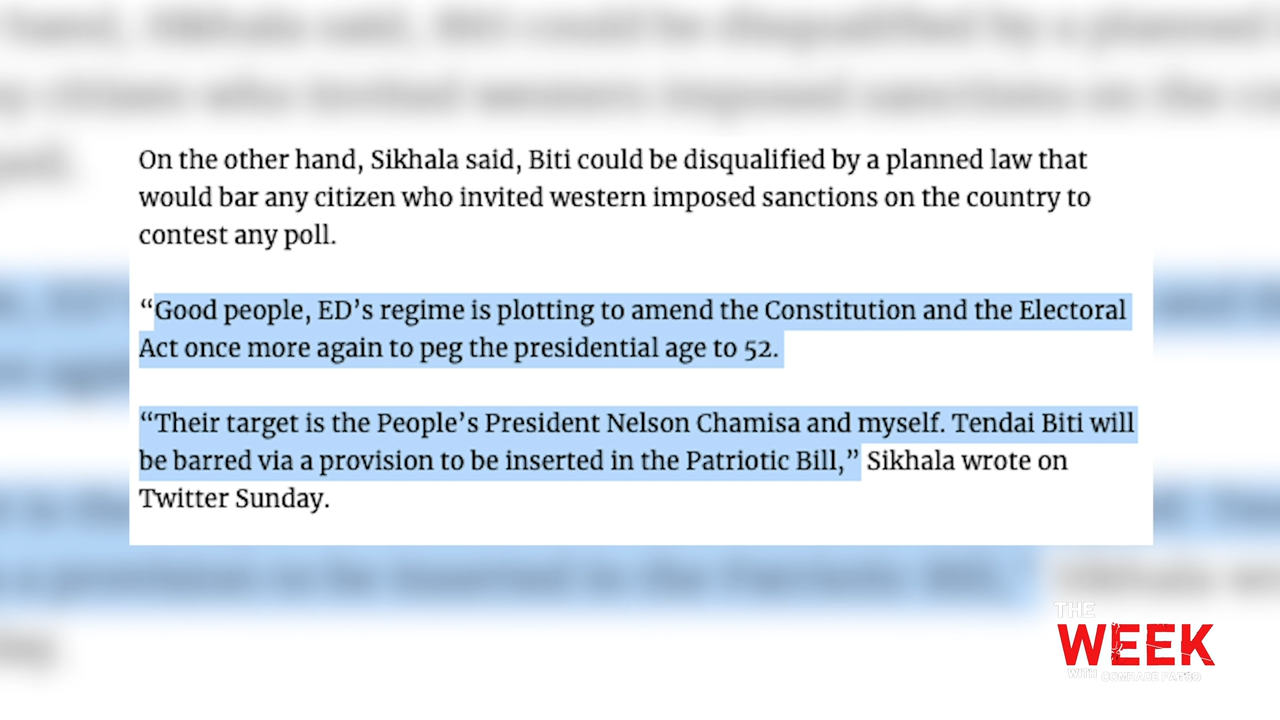 On the other hand, Sikhala said, Biti could be disqualified by a planned law that
would bar any citizen who invited western imposed sanctions on the country to
contest any poll.
“Good people, ED’s regime is plotting to amend the Constitution and the Electoral
Act once more again to peg the presidential age to 52.
“Their target is the People’s President Nelson Chamisa and myself. Tendai Biti will
be barred via a provision to be inserted in the Patriotic Bill,” Sikhala wrote on
Twitter Sunday.
THE
WEEK
WITH COMRADE FATSO